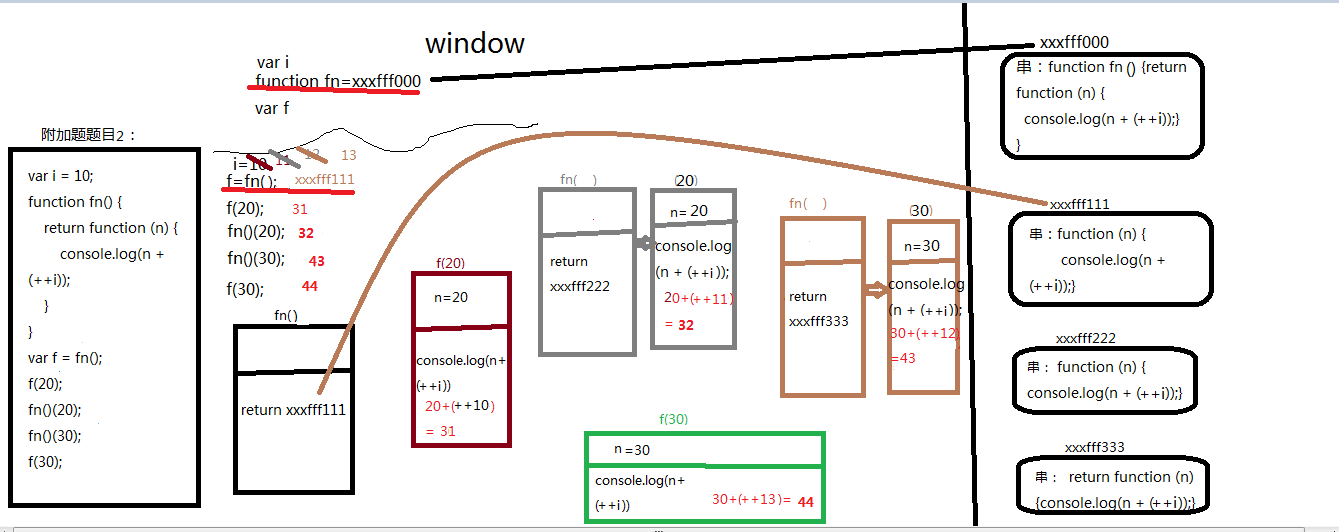 window
var i
function fn=xxxfff000
var f
附加题题目2：
var i = 10;
function fn() {
return function (n) {
console.log(n +
(++i));
}
}
var f = fn();
f(20);
fn()(20);
fn()(30);
f(30);
i=10 11 12 13
f=fn(); xxxfff111
f(20); 31
fn()(20); 32
fn()(30); 43
f(30); 44
fn()
return xxxfff111
f(20)
n=20
console.log(n+
(++i))
20+(++10)
= 31
fn( )
return
xxxfff222
(20)
n= 20
console.log
(n + (++i));
20+(++11)
= 32
fn( )
return
xxxfff333
(30)
n=30
console.log
(n + (++i));
30+(++12)
=43
f(30)
n =30
console.log(n+
(++i))
30+(++13)= 44
xxxfff000
串：function fn () {return
function (n) {
console.log(n + (++i));}
}
xxxfff111
串：function (n) {
console.log(n +
(++i));}
xxxfff222
串： function (n) {
console.log(n + (++i));}
xxxfff333
串： return function (n)
{console.log(n + (++i));}